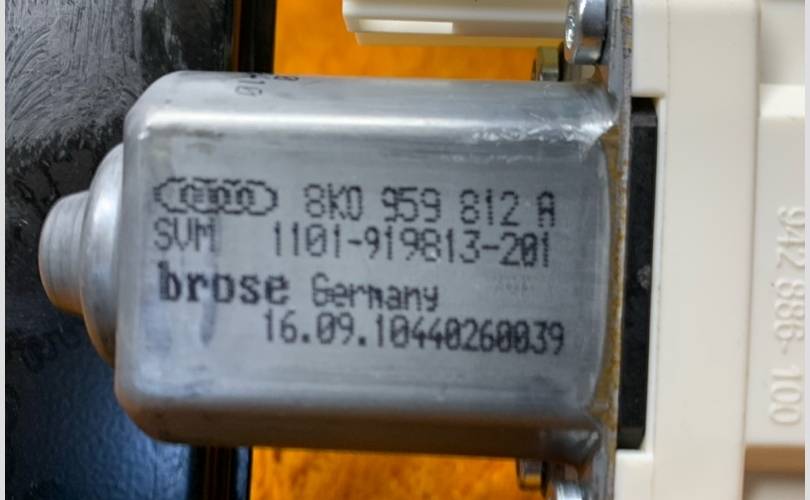 8K0 959 812 A
SVM 1101-919813-201
brose Germany
16.09.10440260039
942 886-100